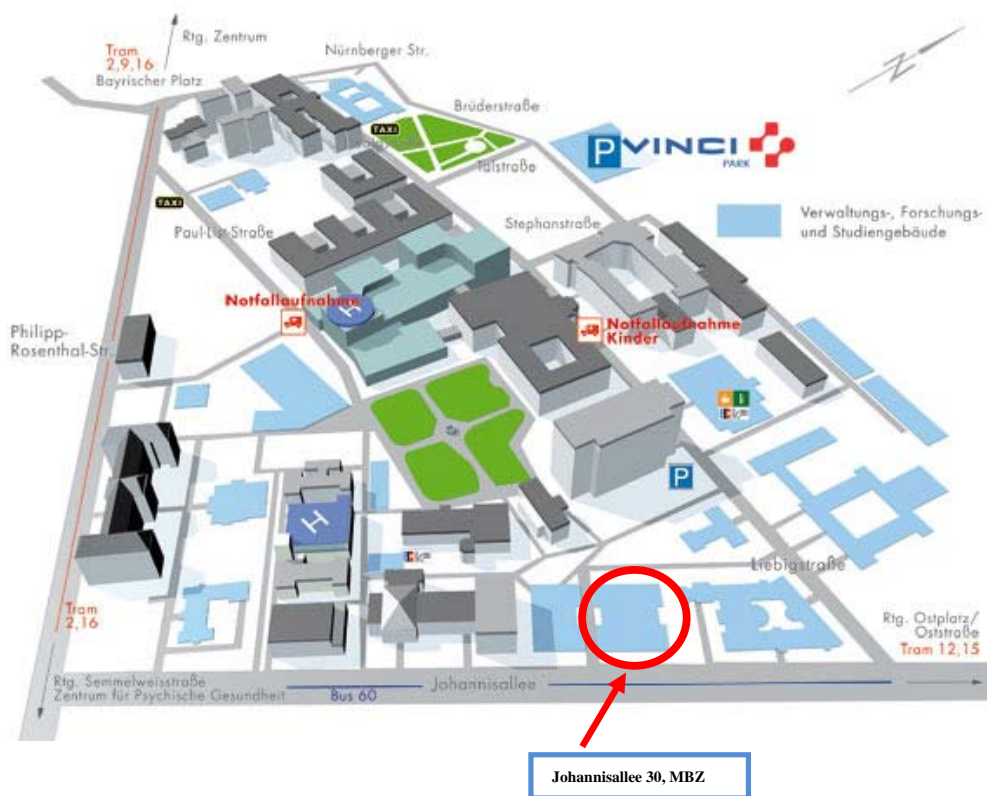 Rtg. Zentrum
Tram
2,9,16
Bayrischer Platz
Nürnberger Str.
N
Brüderstraße
TAXI
P VINCI
PARK
Talstraße
TAXI
Stephanstraße
Verwaltungs-, Forschungs-
und Studiengebäude
Paul-List-Straße
Notfallaufnahme
H
Notfallaufnahme
Kinder
Philipp-
Rosenthal-Str.
P
H
Liebigstraße
Tram
2,16
Rtg. Ostplatz/
Oststraße
Tram 12,15
Rtg. Semmelweisstraße
Zentrum für Psychische Gesundheit
Bus 60
Johannisallee
Johannisallee 30, MBZ